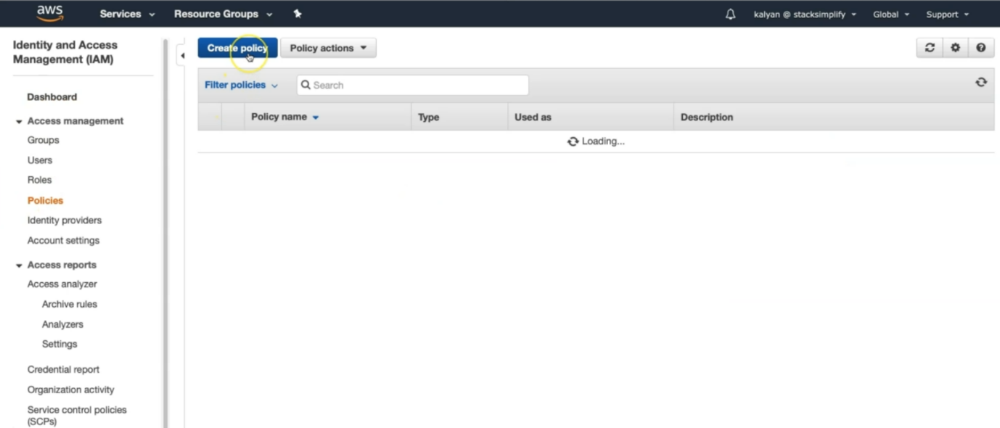 aws Services Resource Groups kalyan @ stacksimplify Global Support
Identity and Access
Management (IAM)
Dashboard
Access management
Groups
Users
Roles
Policies
Identity providers
Account settings
Access reports
Access analyzer
Archive rules
Analyzers
Settings
Credential report
Organization activity
Service control policies
(SCPs)
Create policy Policy actions
Filter policies Search
Policy name Type Used as Description
Loading...